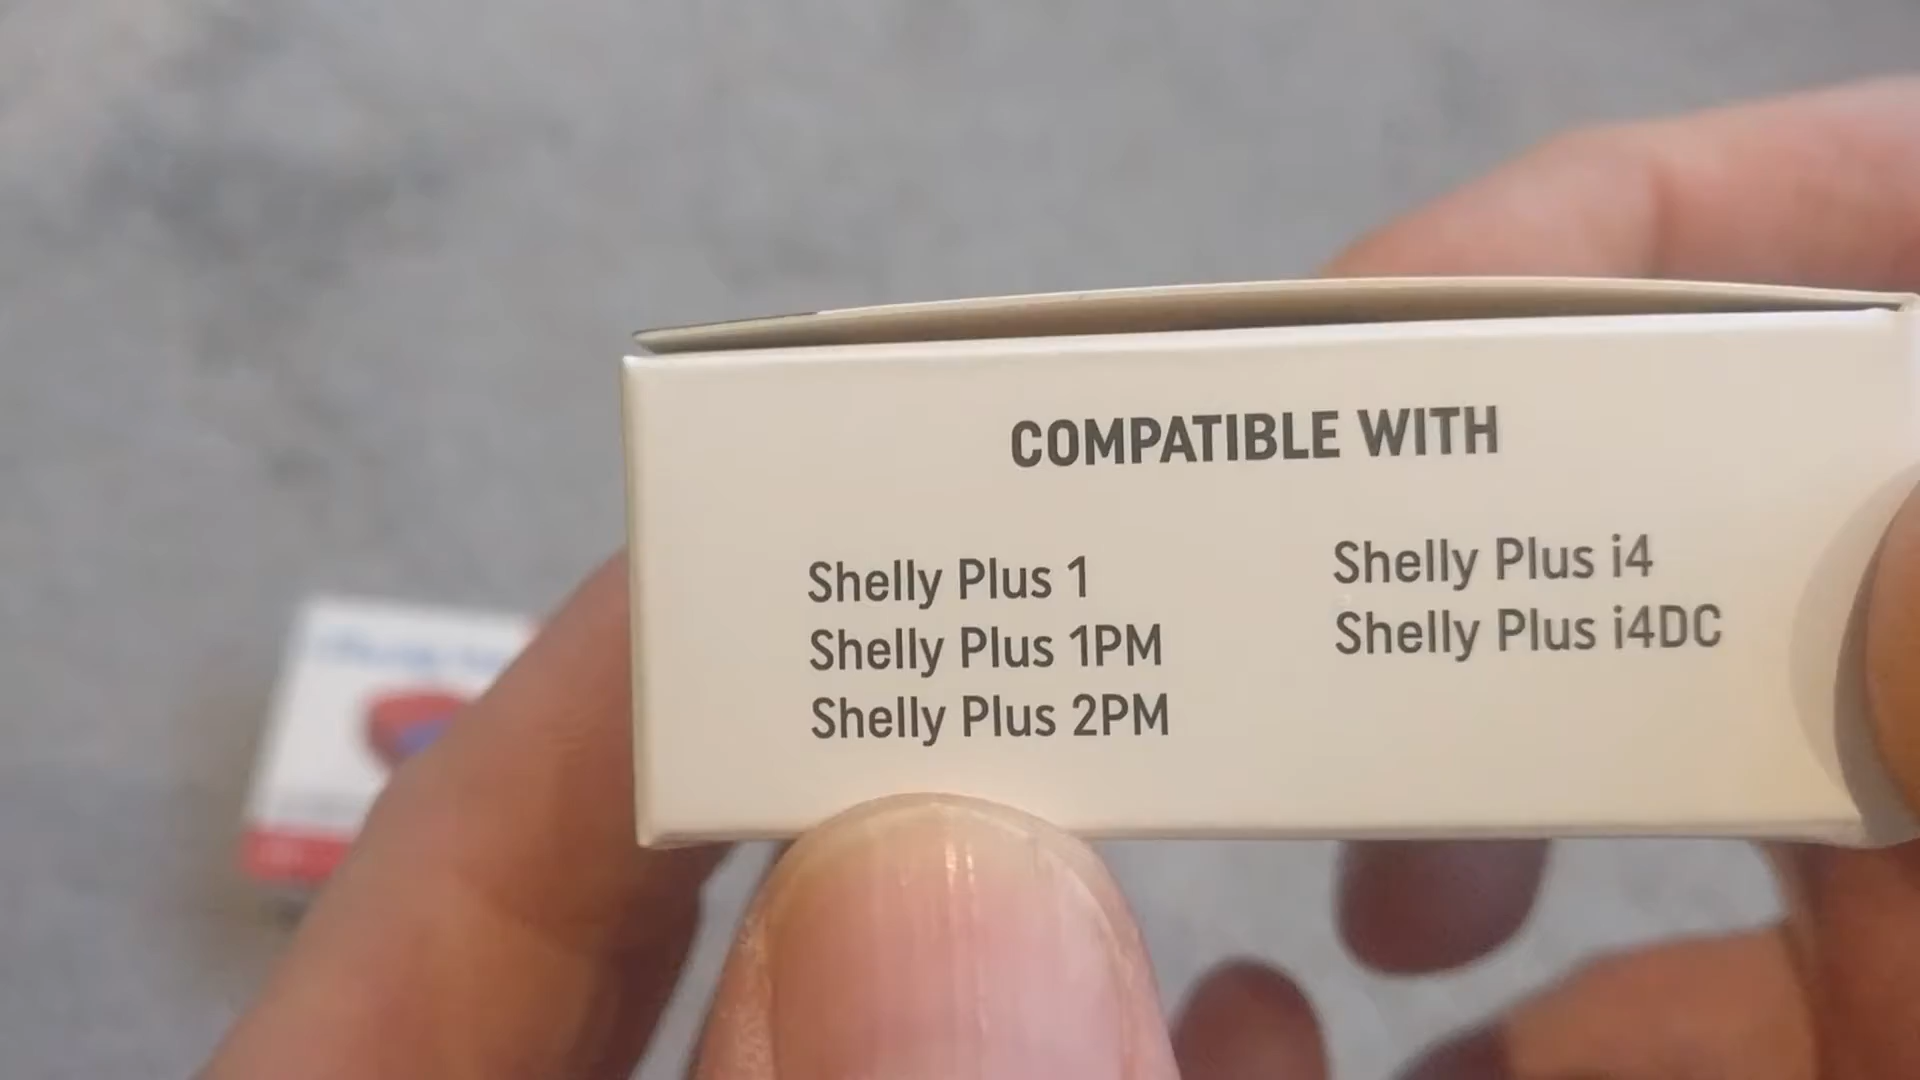 COMPATIBLE WITH
Shelly Plus 1
Shelly Plus 1PM
Shelly Plus 2PM
Shelly Plus i4
Shelly Plus i4DC